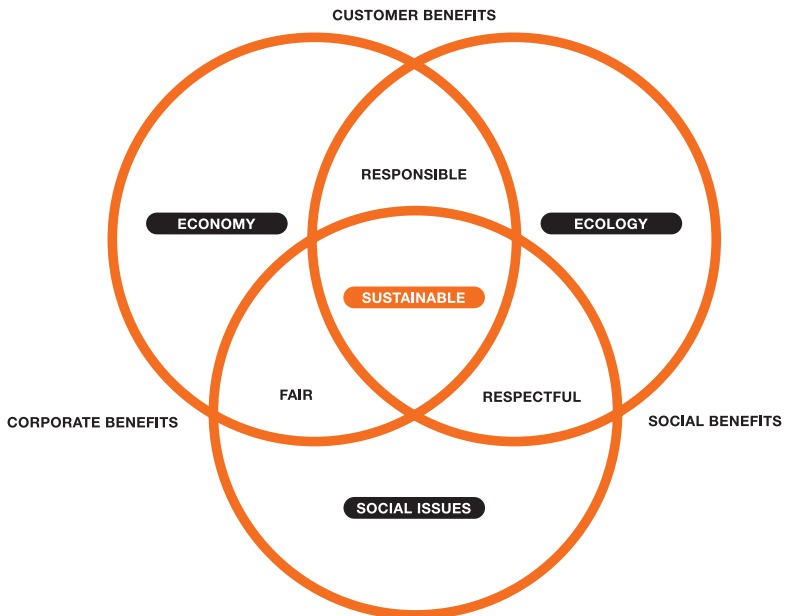 CUSTOMER BENEFITS
RESPONSIBLE
ECONOMY
ECOLOGY
SUSTAINABLE
FAIR
RESPECTFUL
CORPORATE BENEFITS
SOCIAL BENEFITS
SOCIAL ISSUES